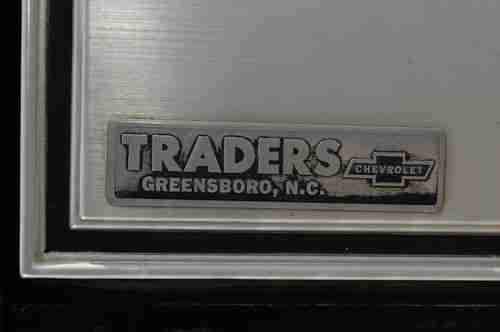 TRADERS
CHEVROLET
GREENSBORO, N.C.